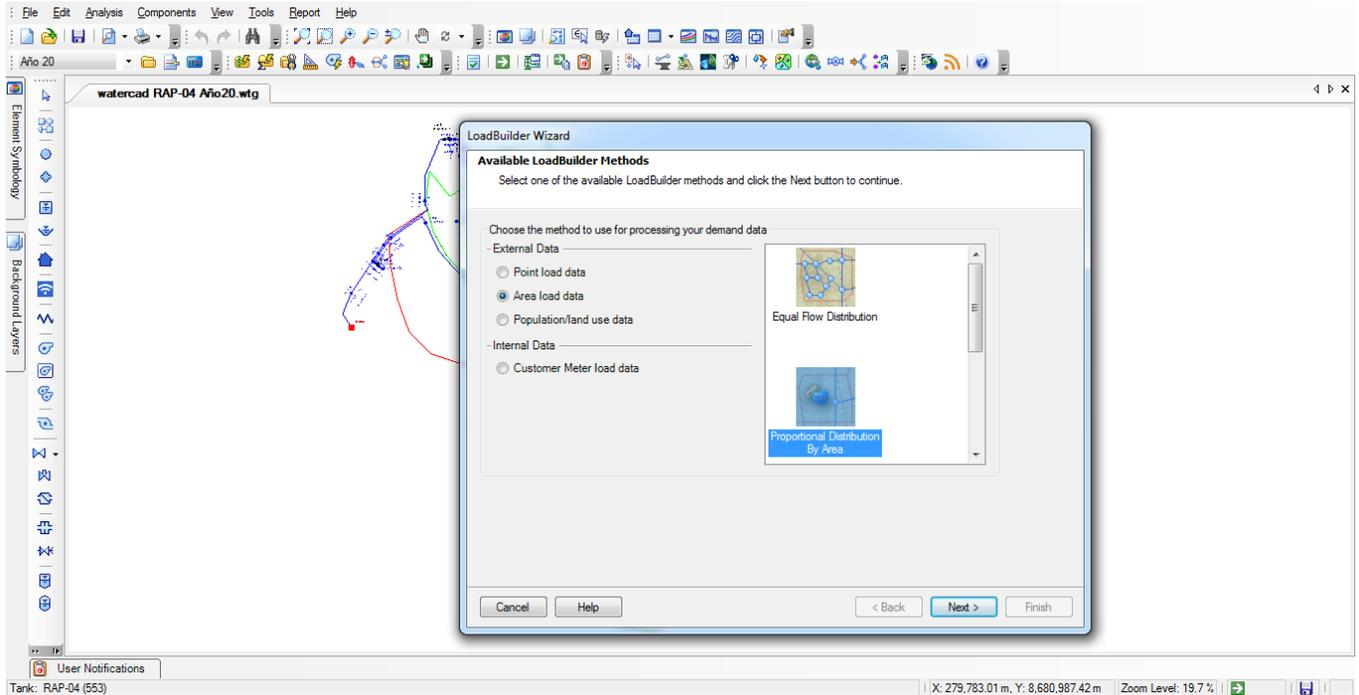 File Edit Analysis Components View Tools Report Help
Año 20
watercad RAP-04 Año20.wtg
Element Symbology
Background Layers
LoadBuilder Wizard
Available LoadBuilder Methods
Select one of the available LoadBuilder methods and click the Next button to continue.
Choose the method to use for processing your demand data
External Data
Point load data
Area load data
Population/land use data
Internal Data
Customer Meter load data
Equal Flow Distribution
Proportional Distribution
By Area
Cancel Help < Back Next > Finish
User Notifications
Tank: RAP-04 (553) X: 279,783.01 m, Y: 8,680,987.42 m Zoom Level: 19.7 %